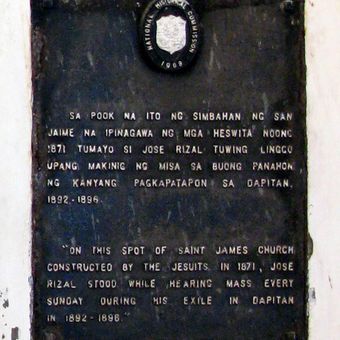 NATIONAL HISTORICAL COMMISSION
1969
SA POOK NA ITO NG SIMBAHAN NG SAN
JAIME NA IPINAGAWA NG MGA HESWITA NOONG
1871 TUMAYO SI JOSE RIZAL TUWING LINGGO
UPANG MAKINIG NG MISA SA BUONG PANAHON
NG KANYANG PAGKAPATAPON SA DAPITAN,
1892-1896.
"ON THIS SPOT OF SAINT JAMES CHURCH
CONSTRUCTED BY THE JESUITS IN 1871, JOSE
RIZAL STOOD WHILE HEARING MASS EVERY
SUNDAY DURING HIS EXILE IN DAPITAN
IN 1892-1896."